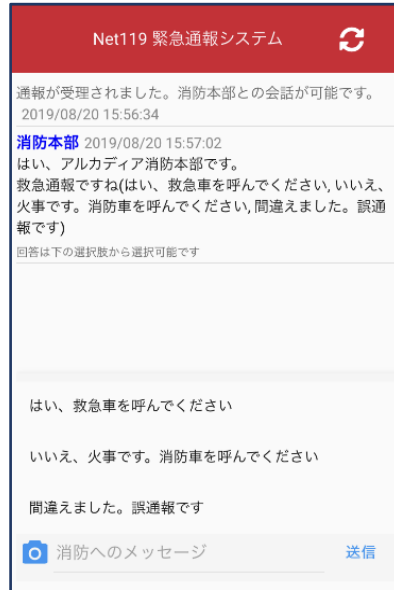 Net119 緊急通報システム
通報が受理されました。消防本部との会話が可能です。
2019/08/20 15:56:34
消防本部 2019/08/20 15:57:02
はい、アルカディア消防本部です。
救急通報ですね(はい、救急車を呼んでください, いいえ、
火事です。消防車を呼んでください, 間違えました。誤通
報です)
回答は下の選択肢から選択可能です
はい、救急車を呼んでください
いいえ、火事です。消防車を呼んでください
間違えました。誤通報です
消防へのメッセージ 送信